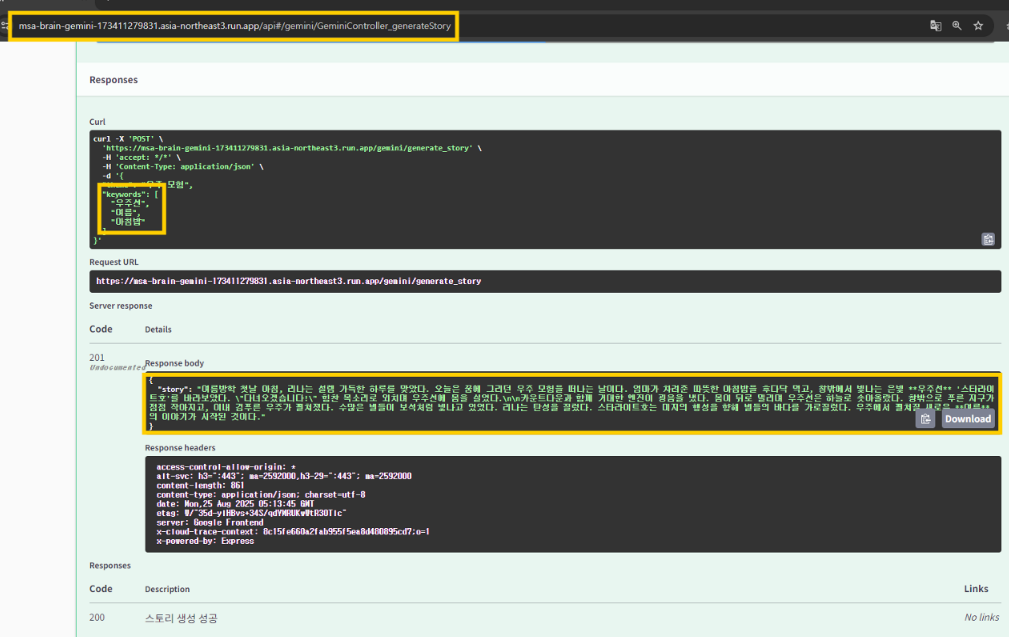 msa-brain-gemini-173411279831.asia-northeast3.run.app/api#/gemini/GeminiController_generateStory
Responses
Curl
curl -X 'POST' \
'https://msa-brain-gemini-173411279831.asia-northeast3.run.app/gemini/generate_story' \
-H 'accept: */*' \
-H 'Content-Type: application/json' \
-d '{
우주 모험",
"keywords": [
"우주선",
"여름",
"아침밥"
]
}'
Request URL
https://msa-brain-gemini-173411279831.asia-northeast3.run.app/gemini/generate_story
Server response
Code Details
201
Undocumented
Response body
{
"story": "여름방학 첫날 아침, 리나는 설렘 가득한 하루를 맞았다. 오늘은 꿈에 그리던 우주 모험을 떠나는 날이다. 엄마가 차려준 따뜻한 아침밥을 후다닥 먹고, 창밖에서 빛나는 은빛 **우주선** '스타라이
트호'를 바라보았다. \"다녀오겠습니다!\" 힘찬 목소리로 외치며 우주선에 몸을 실었다.\n\n카운트다운과 함께 거대한 엔진이 굉음을 냈다. 몸이 뒤로 밀리며 우주선은 하늘로 솟아올랐다. 창밖으로 푸른 지구가
점점 작아지고, 이내 검푸른 우주가 펼쳐졌다. 수많은 별들이 보석처럼 빛나고 있었다. 리나는 탄성을 질렀다. 스타라이트호는 미지의 행성을 향해 별들의 바다를 가로질렀다. 우주에서 펼쳐질 새로운 **여름**
의 이야기가 시작된 것이다."
}
Download
Response headers
access-control-allow-origin: *
alt-svc: h3=":443"; ma=2592000,h3-29=":443"; ma=2592000
content-length: 861
content-type: application/json; charset=utf-8
date: Mon,25 Aug 2025 05:13:45 GMT
server: Google Frontend
x-cloud-trace-context: 8c15fe660a2fab955f5ea8d480895cd7;o=1
x-powered-by: Express
Responses
Code Description Links
200 스토리 생성 성공 No links